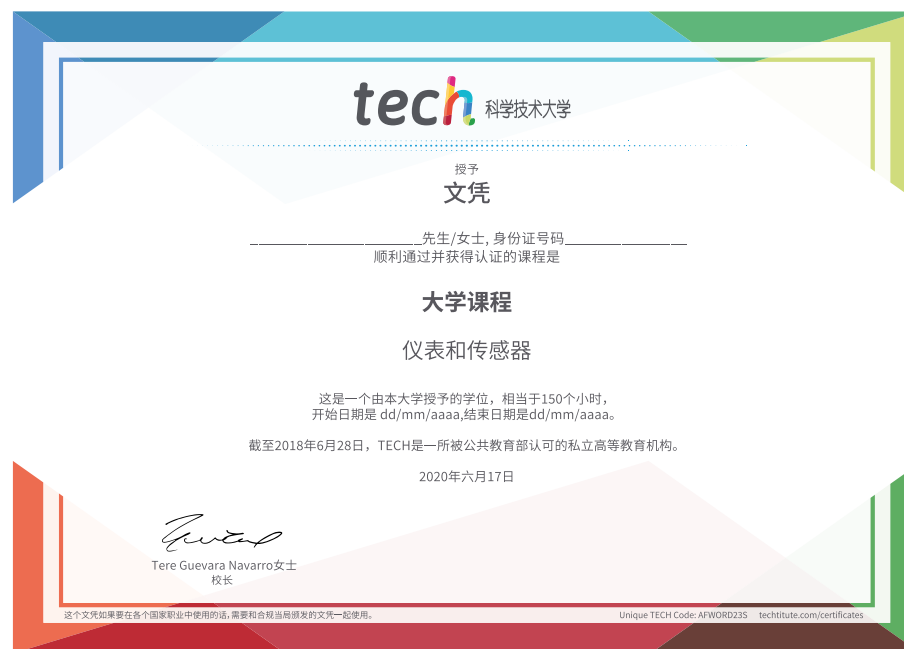 tech 科学技术大学
授予
文凭
______________________先生/女士, 身份证号码________________
顺利通过并获得认证的课程是
大学课程
仪表和传感器
这是一个由本大学授予的学位，相当于150个小时，
开始日期是 dd/mm/aaaa,结束日期是dd/mm/aaaa。
截至2018年6月28日，TECH是一所被公共教育部认可的私立高等教育机构。
2020年六月17日
Tere Guevara Navarro女士
校长
这个文凭如果要在各个国家职业中使用的话,需要和合规当局颁发的文凭一起使用。
Unique TECH Code: AFWORD23S techtitute.com/certificates